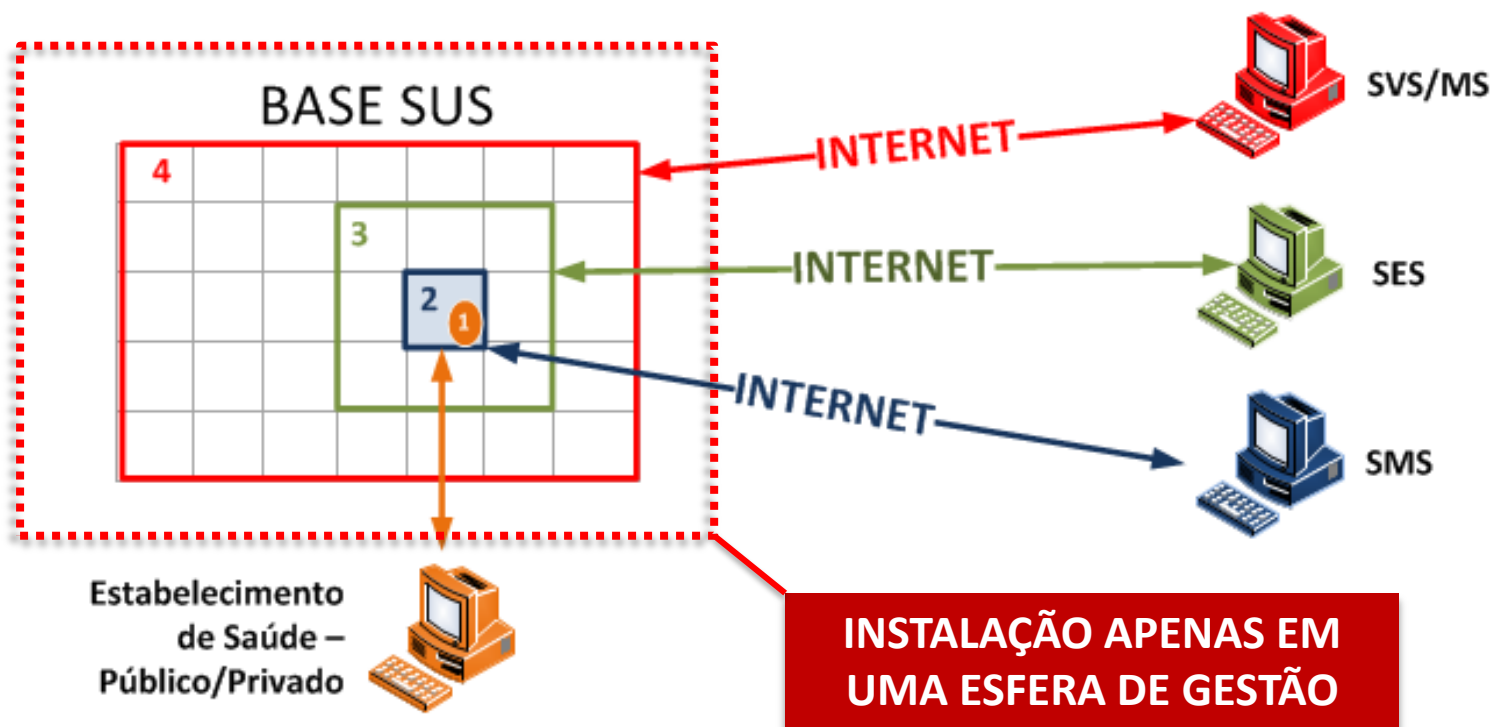 BASE SUS
4
3
2
1
INTERNET
SVS/MS
INTERNET
SES
INTERNET
SMS
Estabelecimento
de Saúde –
Público/Privado
INSTALAÇÃO APENAS EM
UMA ESFERA DE GESTÃO